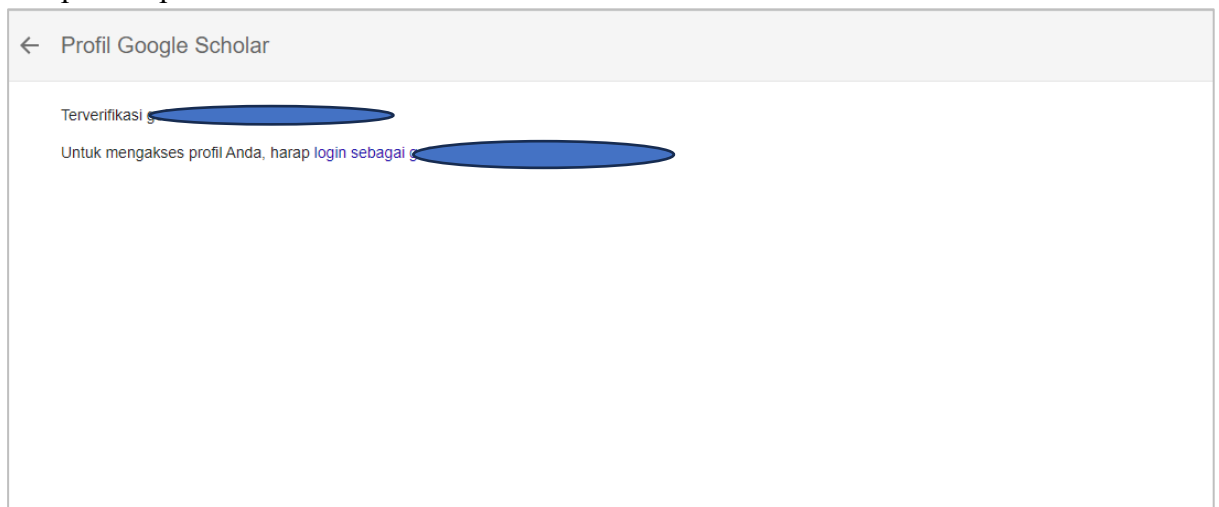 ← Profil Google Scholar
Terverifikasi g
Untuk mengakses profil Anda, harap login sebagai g